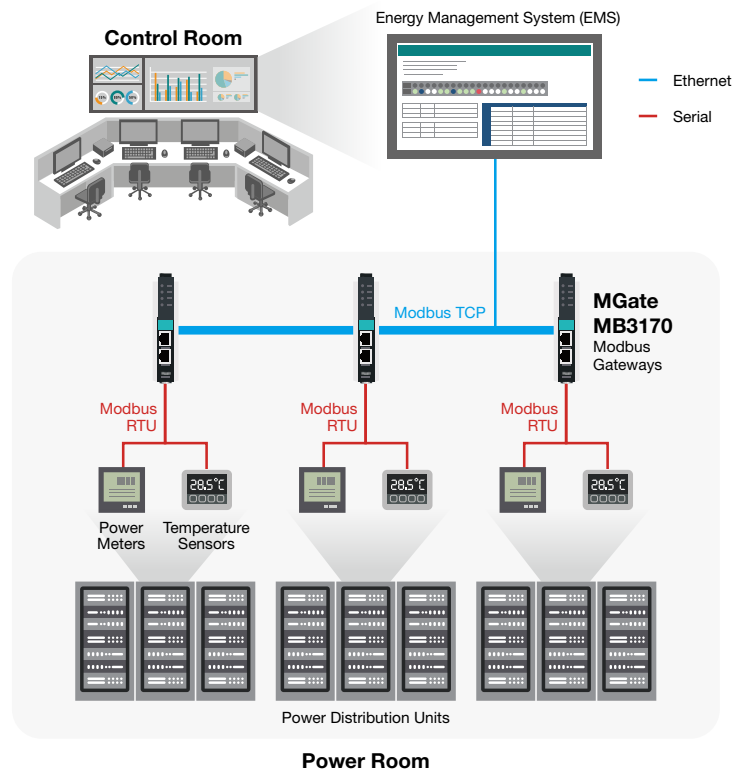 Energy Management System (EMS)
Control Room
Ethernet
Serial
Modbus TCP
MGate
MB3170
Modbus
Gateways
Modbus
RTU
Modbus
RTU
Modbus
RTU
28.5°C
28.5°C
28.5°C
Power
Meters
Temperature
Sensors
Power Distribution Units
Power Room